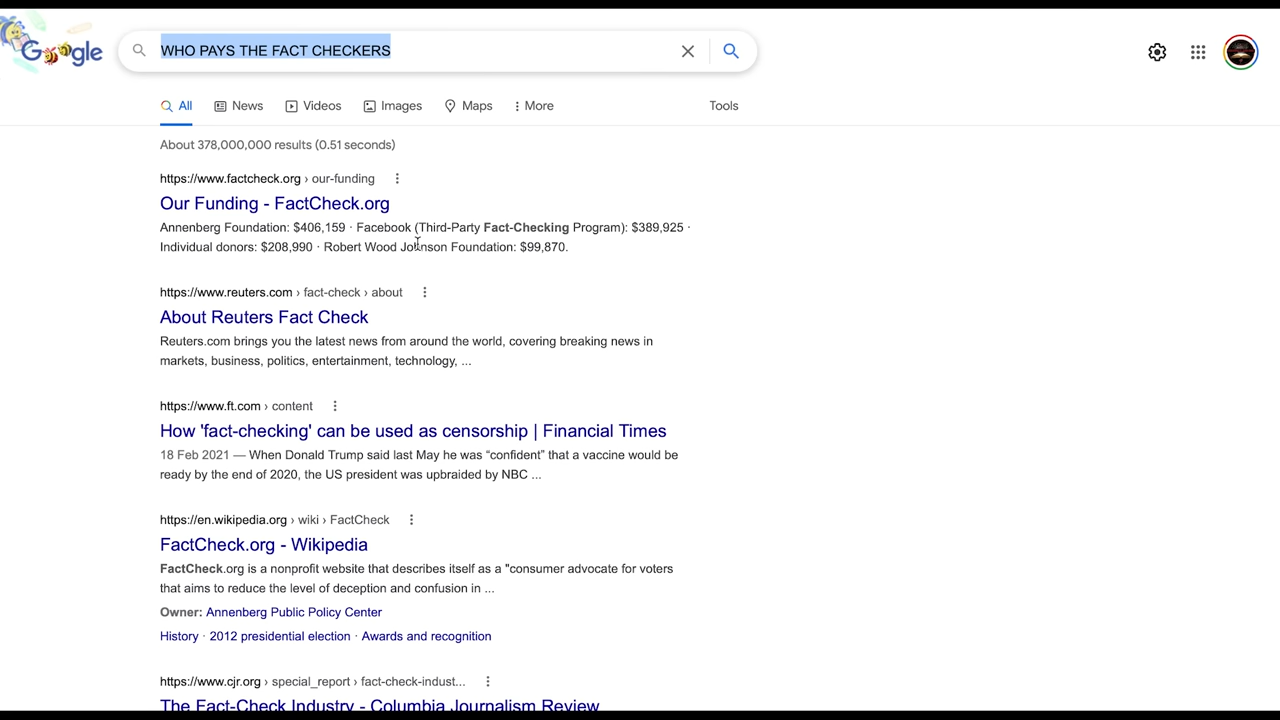 Google
WHO PAYS THE FACT CHECKERS
All News Videos Images Maps More Tools
About 378,000,000 results (0.51 seconds)
https://www.factcheck.org › our-funding
Our Funding - FactCheck.org
Annenberg Foundation: $406,159 · Facebook (Third-Party Fact-Checking Program): $389,925 ·
Individual donors: $208,990 · Robert Wood Johnson Foundation: $99,870.
https://www.reuters.com › fact-check › about
About Reuters Fact Check
Reuters.com brings you the latest news from around the world, covering breaking news in
markets, business, politics, entertainment, technology, ...
https://www.ft.com › content
How 'fact-checking' can be used as censorship | Financial Times
18 Feb 2021 — When Donald Trump said last May he was “confident” that a vaccine would be
ready by the end of 2020, the US president was upbraided by NBC ...
https://en.wikipedia.org › wiki › FactCheck
FactCheck.org - Wikipedia
FactCheck.org is a nonprofit website that describes itself as a "consumer advocate for voters
that aims to reduce the level of deception and confusion in ...
Owner: Annenberg Public Policy Center
History · 2012 presidential election · Awards and recognition
https://www.cjr.org › special_report › fact-check-indust...
The Fact-Check Industry - Columbia Journalism Review